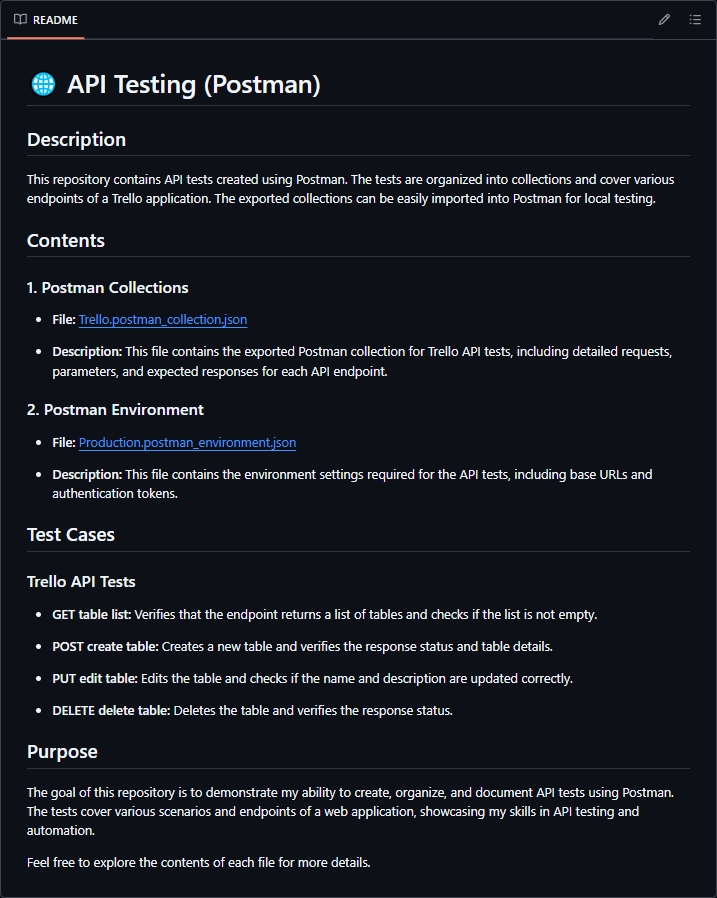 README
API Testing (Postman)
Description
This repository contains API tests created using Postman. The tests are organized into collections and cover various
endpoints of a Trello application. The exported collections can be easily imported into Postman for local testing.
Contents
1. Postman Collections
File: Trello.postman_collection.json
Description: This file contains the exported Postman collection for Trello API tests, including detailed requests,
parameters, and expected responses for each API endpoint.
2. Postman Environment
File: Production.postman_environment.json
Description: This file contains the environment settings required for the API tests, including base URLs and
authentication tokens.
Test Cases
Trello API Tests
GET table list: Verifies that the endpoint returns a list of tables and checks if the list is not empty.
POST create table: Creates a new table and verifies the response status and table details.
PUT edit table: Edits the table and checks if the name and description are updated correctly.
DELETE delete table: Deletes the table and verifies the response status.
Purpose
The goal of this repository is to demonstrate my ability to create, organize, and document API tests using Postman.
The tests cover various scenarios and endpoints of a web application, showcasing my skills in API testing and
automation.
Feel free to explore the contents of each file for more details.